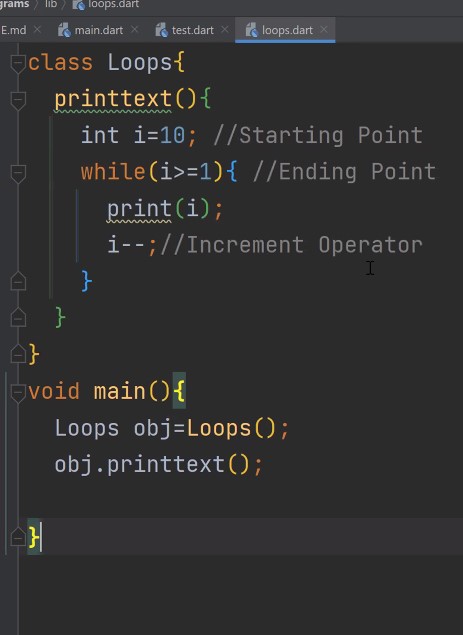 grams › lib › loops.dart
E.md × main.dart × test.dart × loops.dart ×
class Loops{
printtext(){
int i=10; //Starting Point
while(i>=1){ //Ending Point
print(i);
i--;//Increment Operator
}
}
}
void main(){
Loops obj=Loops();
obj.printtext();
}